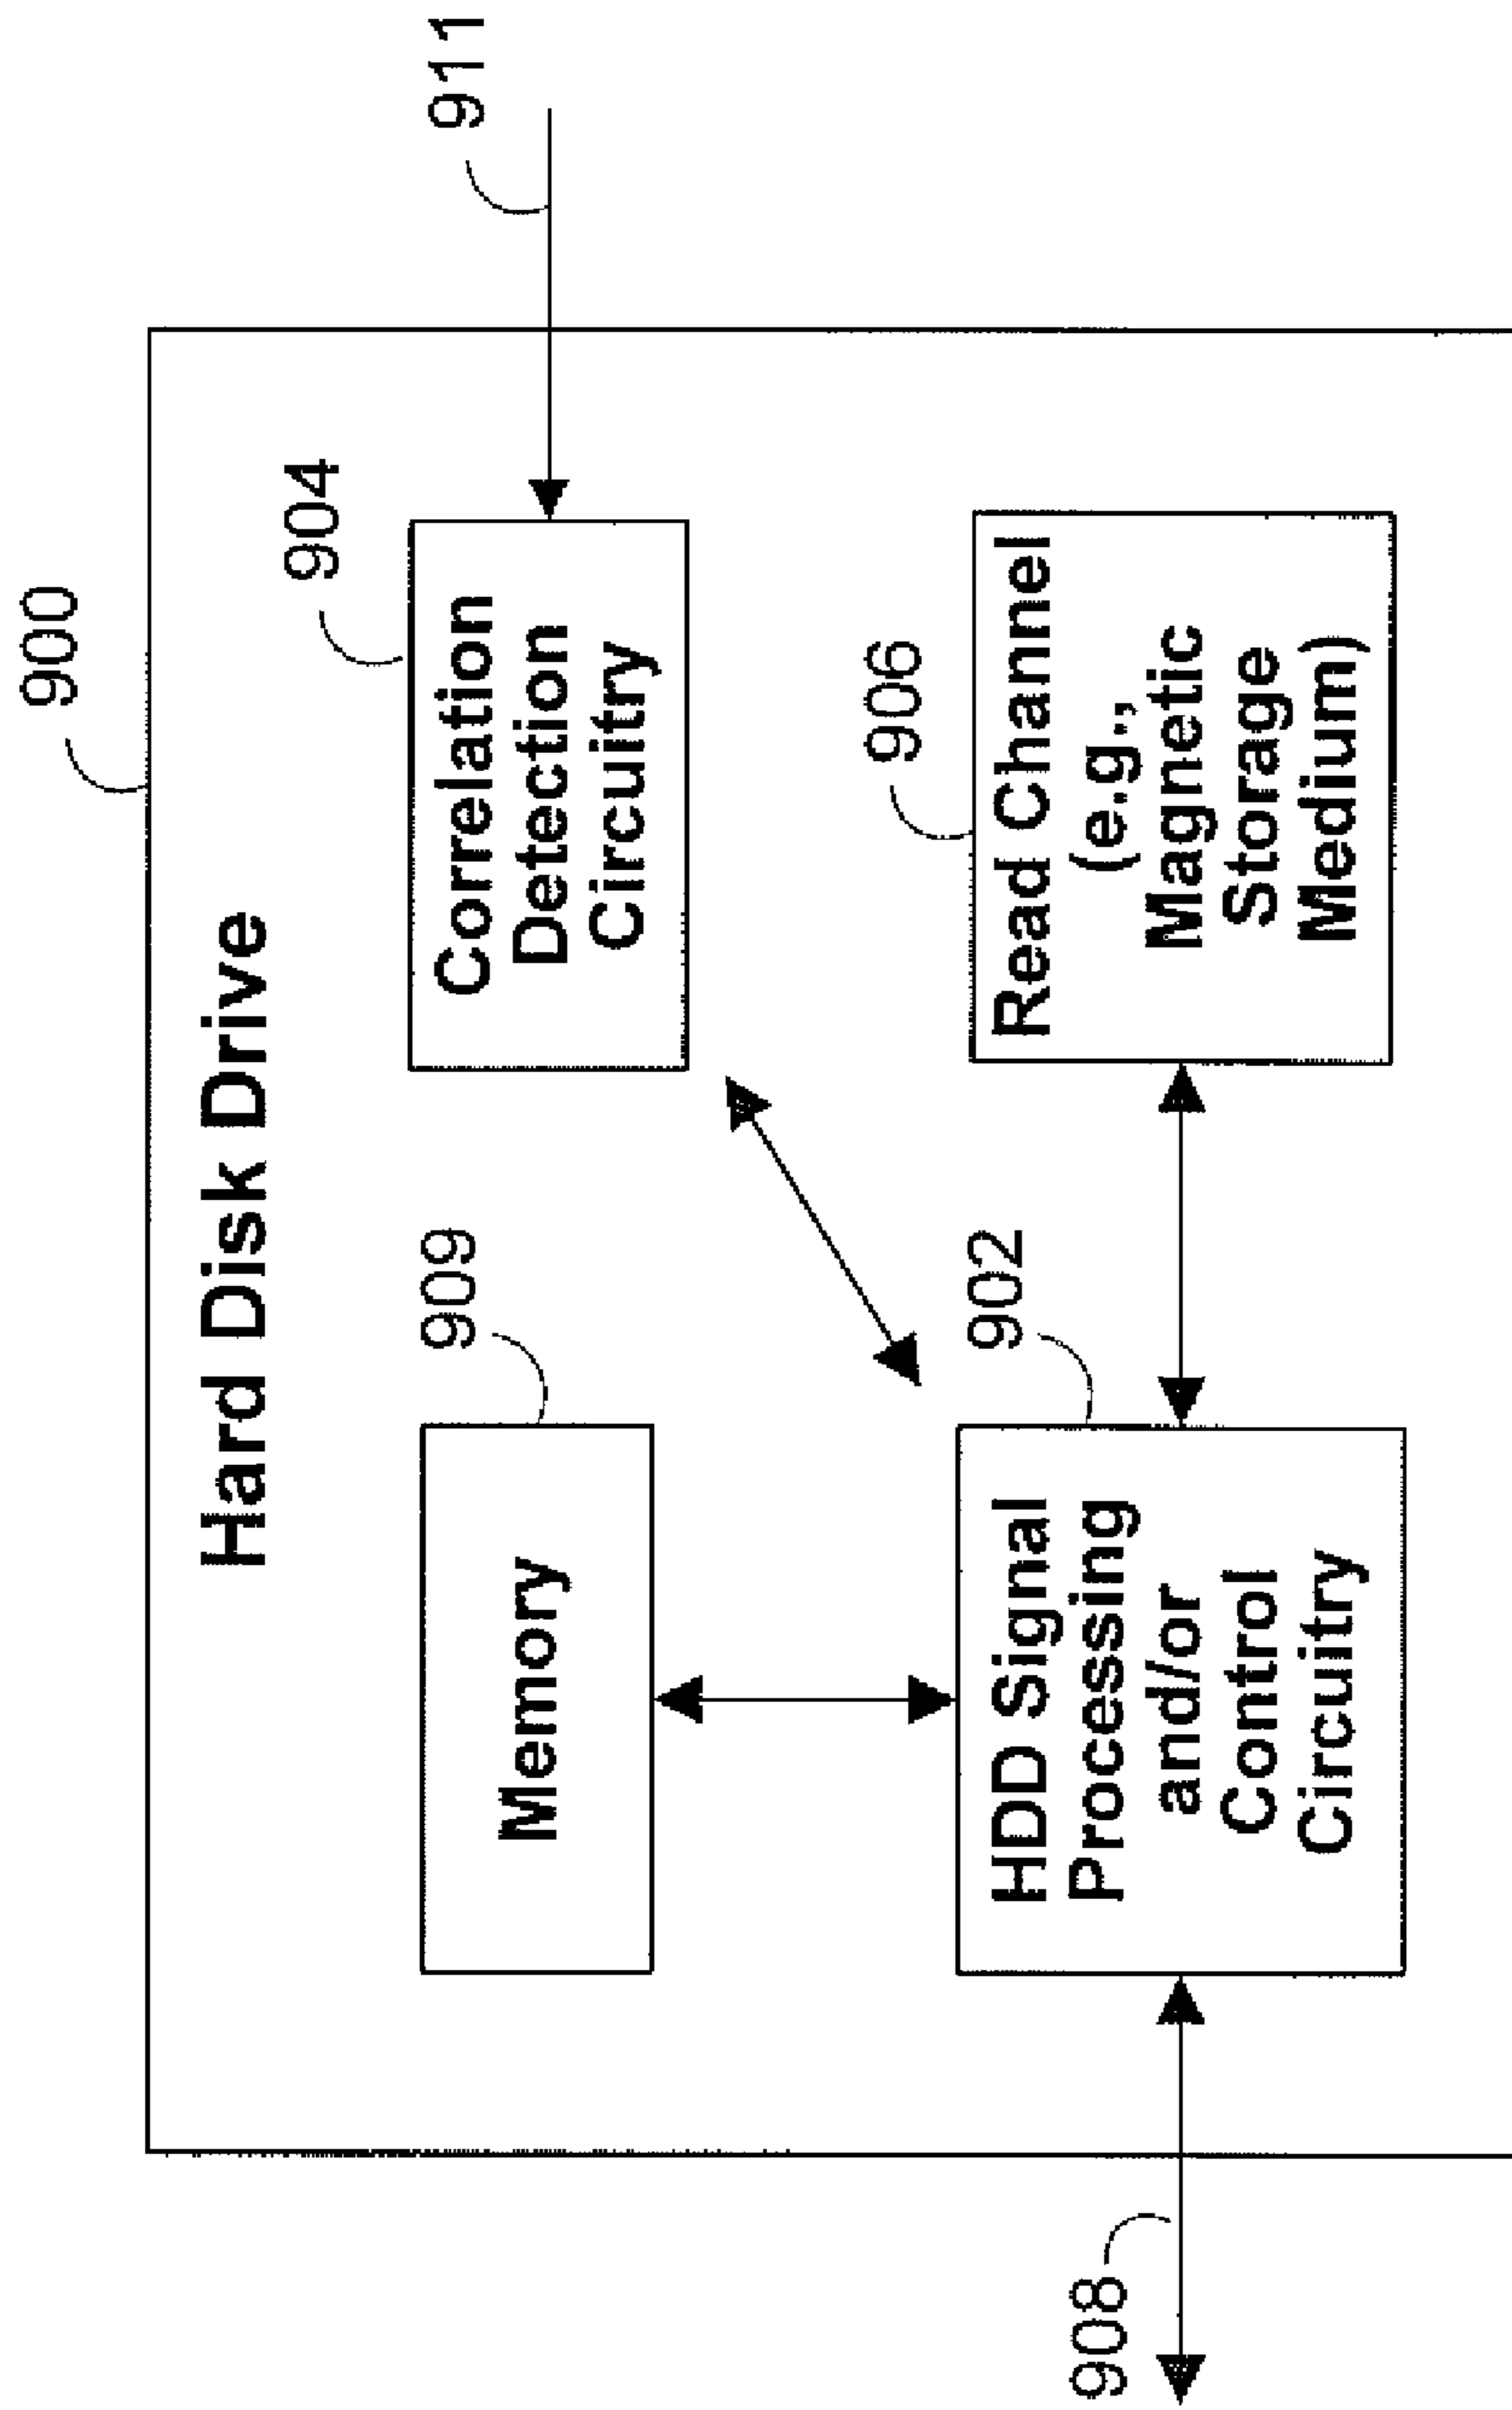 900
Hard Disk Drive
909
904
911
Memory
Correlation
Detection
Circuitry
902
906
908
HDD Signal
Processing
and/or
Control
Circuitry
Read Channel
(e.g.,
Magnetic
Storage
Medium)